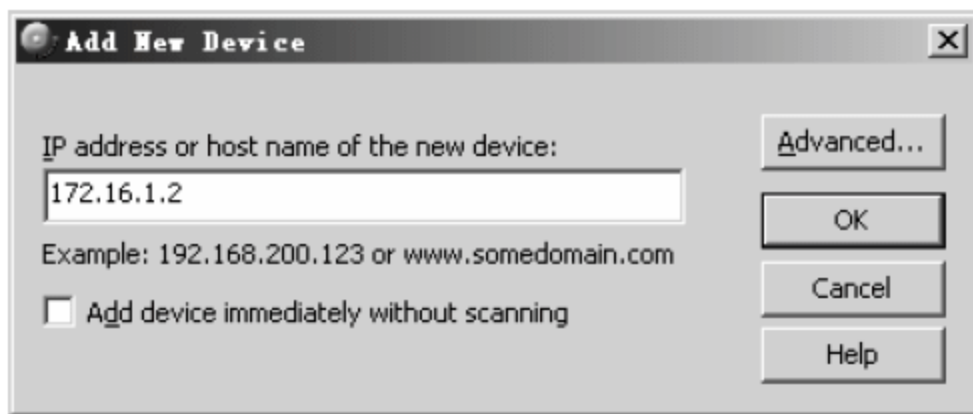 Add New Device
IP address or host name of the new device:
Advanced...
172.16.1.2
OK
Example: 192.168.200.123 or www.somedomain.com
Cancel
Add device immediately without scanning
Help